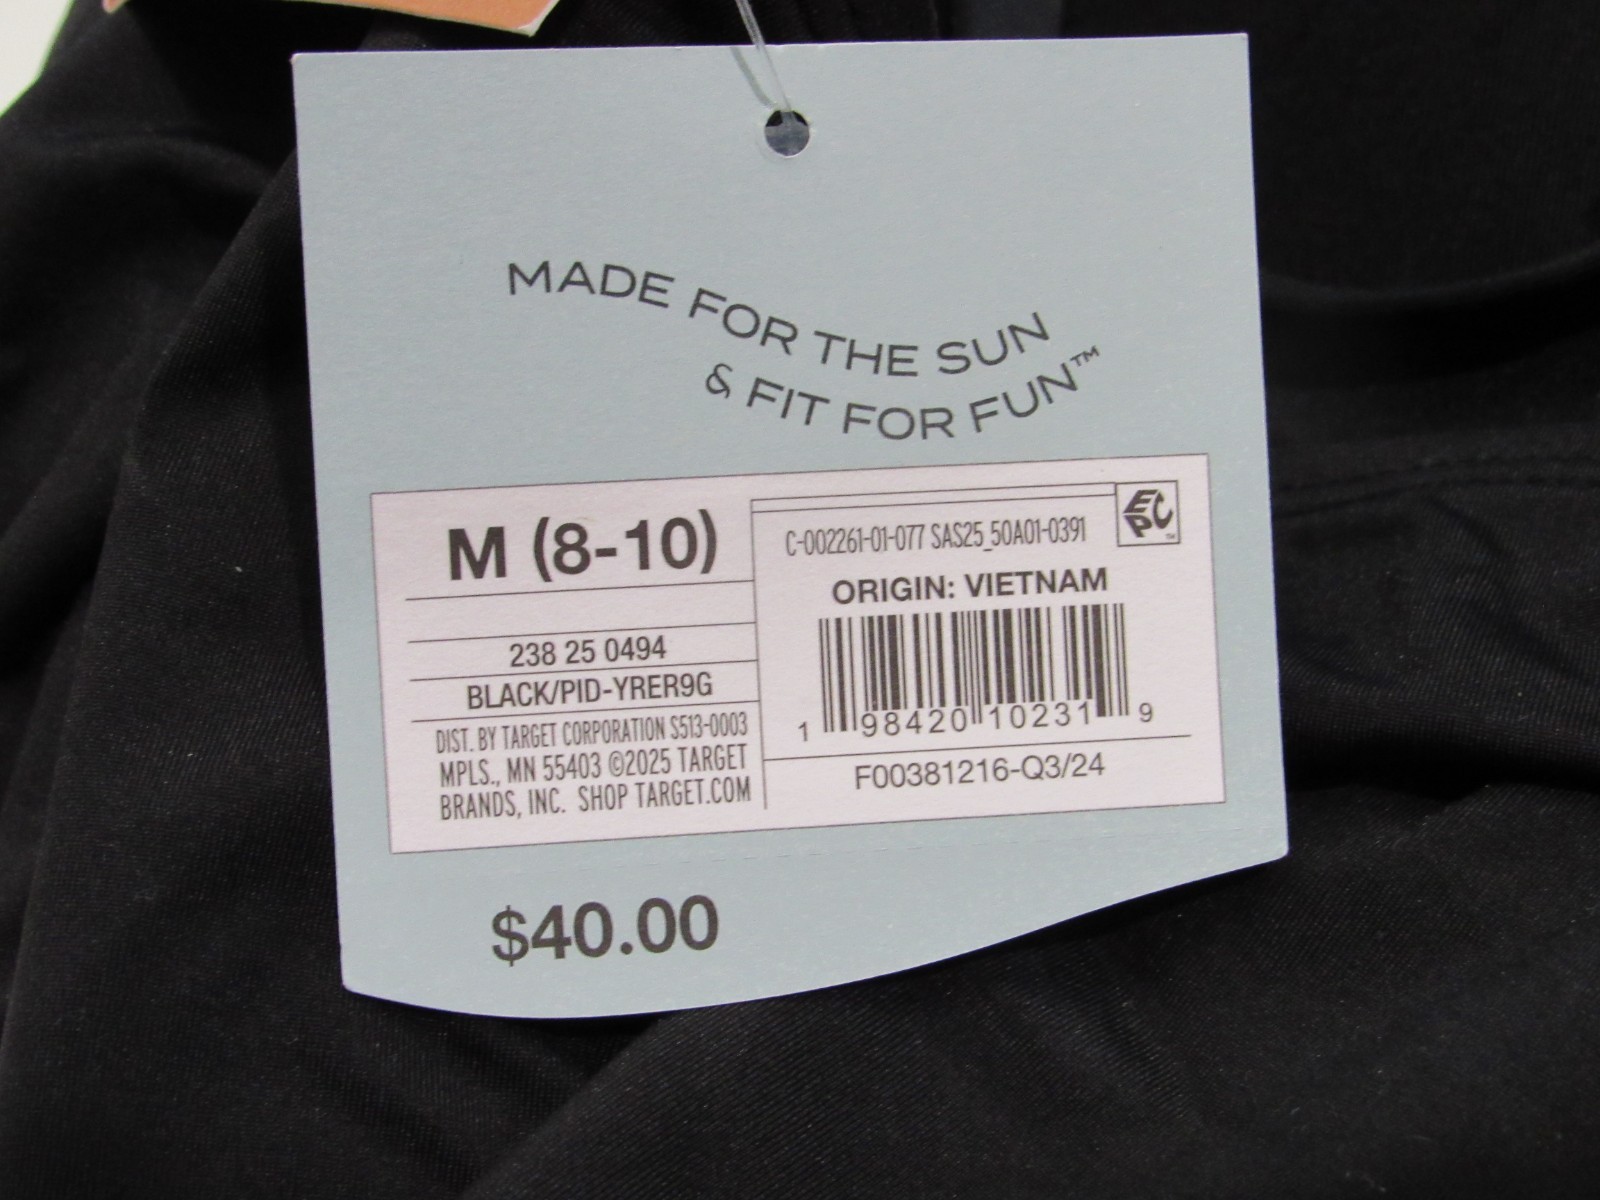 MADE FOR THE SUN
& FIT FOR FUN™
M (8-10)
238 25 0494
BLACK/PID-YRER9G
DIST. BY TARGET CORPORATION S513-0003
MPLS., MN 55403 ©2025 TARGET
BRANDS, INC. SHOP TARGET.COM
C-002261-01-077 SAS25_50A01-0391
EPC™
ORIGIN: VIETNAM
1 98420 10231 9
F00381216-Q3/24
$40.00